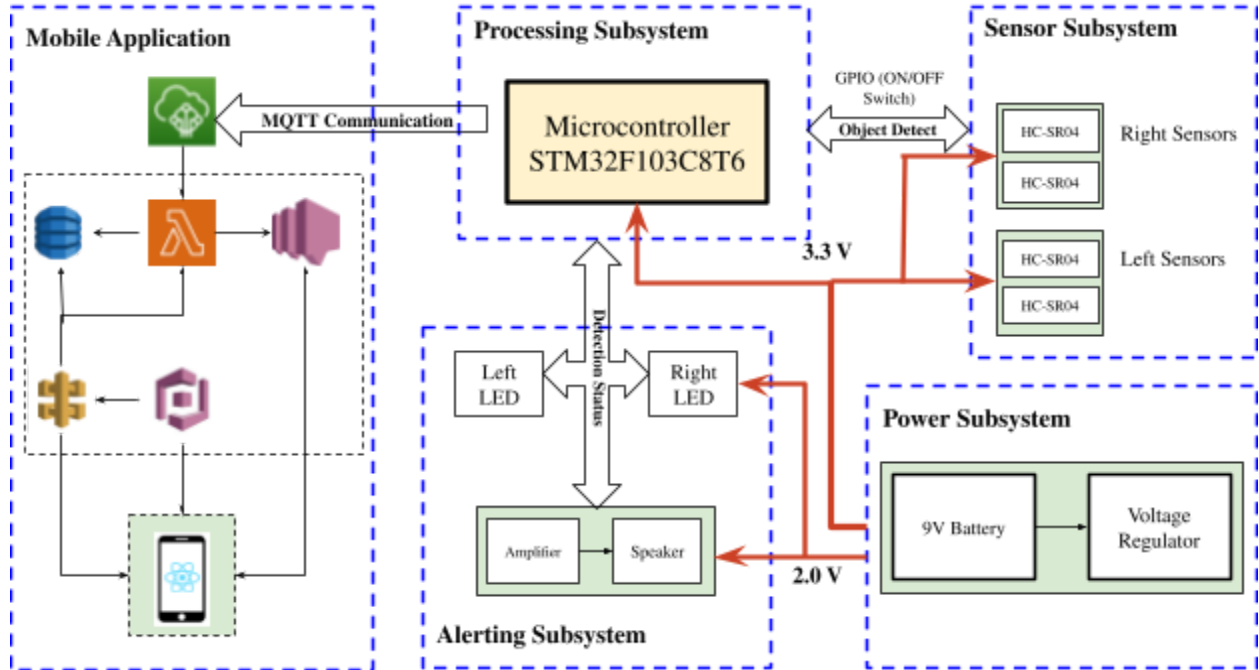 Mobile Application
MQTT Communication
Processing Subsystem
Microcontroller
STM32F103C8T6
GPIO (ON/OFF
Switch)
Object Detect
Sensor Subsystem
HC-SR04
HC-SR04
Right Sensors
HC-SR04
HC-SR04
Left Sensors
3.3 V
Detection Status
Left
LED
Right
LED
Amplifier
Speaker
Alerting Subsystem
2.0 V
Power Subsystem
9V Battery
Voltage
Regulator